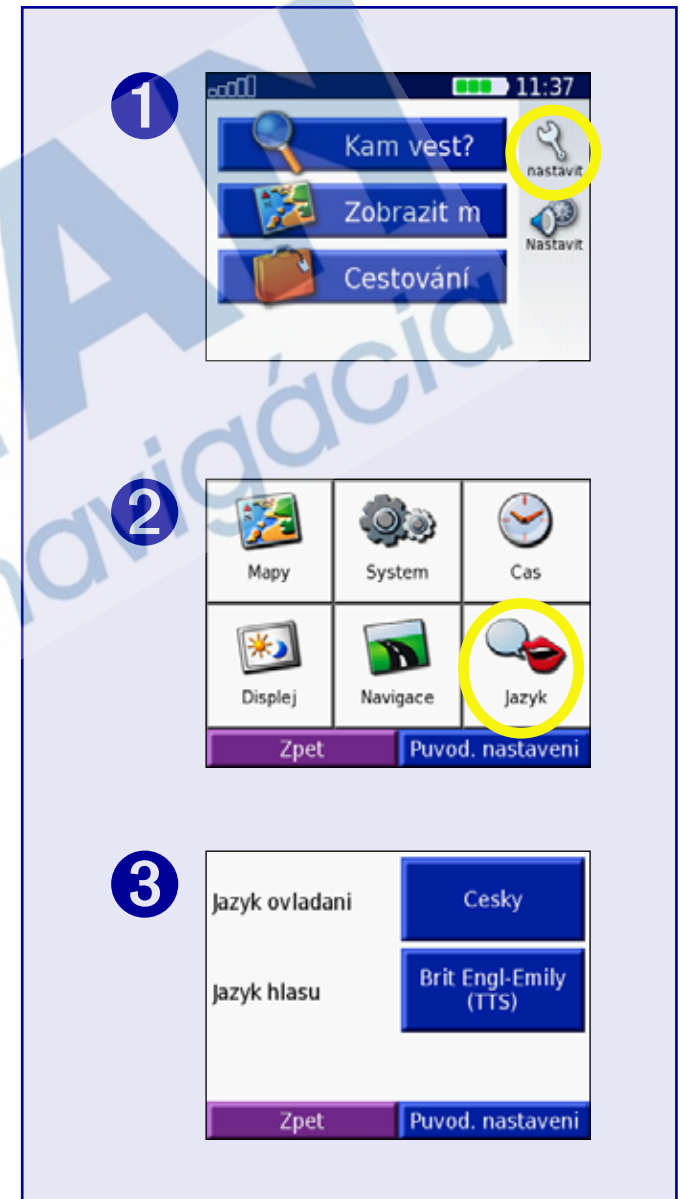 1
11:37
Kam vest?
nastavit
Zobrazit m
Nastavit
Cestování
2
Mapy
System
Cas
Displej
Navigace
Jazyk
Zpet
Puvod. nastaveni
3
Jazyk ovladani
Cesky
Jazyk hlasu
Brit Engl-Emily
(TTS)
Zpet
Puvod. nastaveni
navigácia